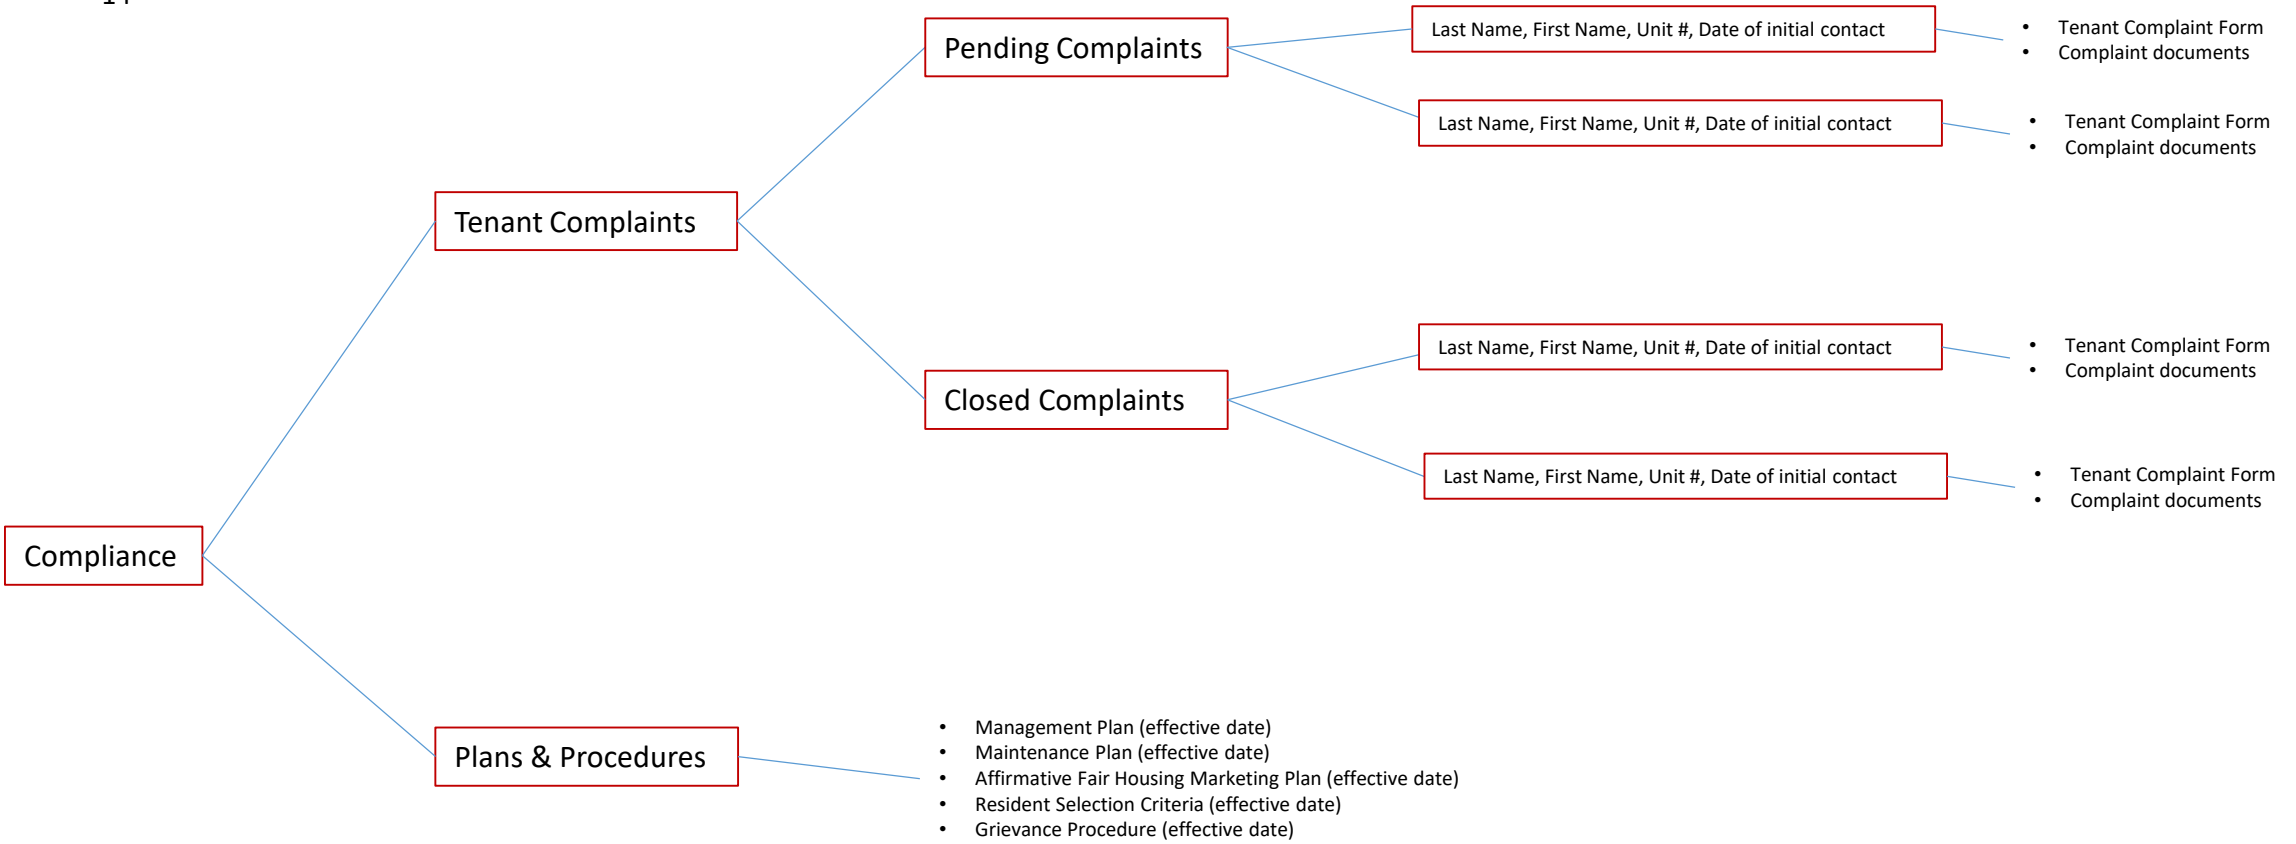 Pending Complaints
Last Name, First Name, Unit #, Date of initial contact
• Tenant Complaint Form
• Complaint documents
Last Name, First Name, Unit #, Date of initial contact
• Tenant Complaint Form
• Complaint documents
Tenant Complaints
Last Name, First Name, Unit #, Date of initial contact
• Tenant Complaint Form
• Complaint documents
Closed Complaints
Last Name, First Name, Unit #, Date of initial contact
• Tenant Complaint Form
• Complaint documents
Compliance
Plans & Procedures
• Management Plan (effective date)
• Maintenance Plan (effective date)
• Affirmative Fair Housing Marketing Plan (effective date)
• Resident Selection Criteria (effective date)
• Grievance Procedure (effective date)